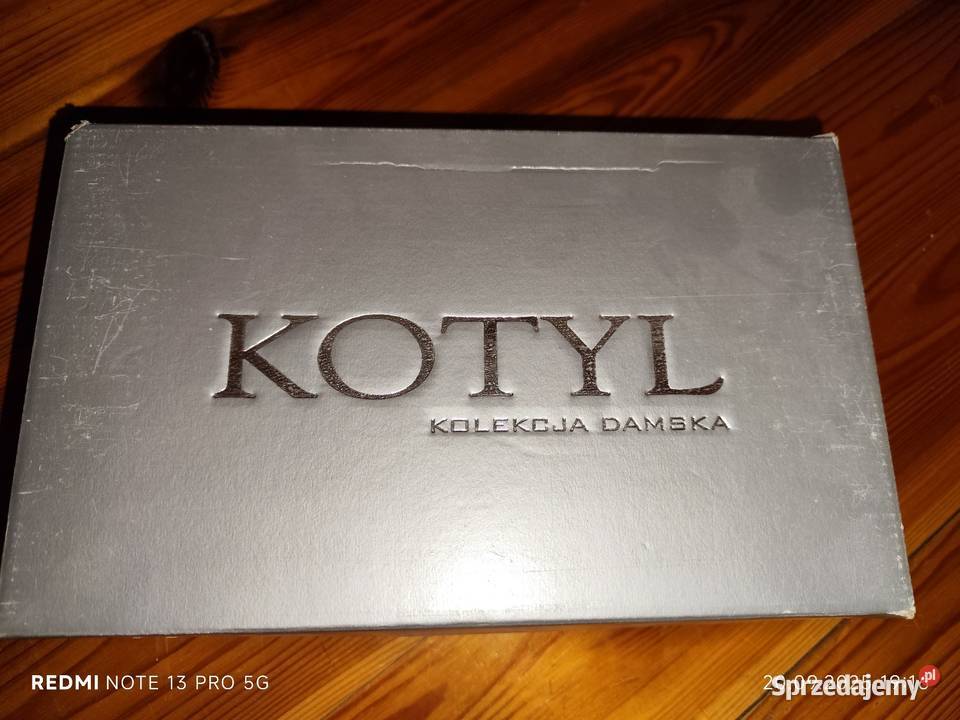 KOTYL
KOLEKCJA DAMSKA
REDMI NOTE 13 PRO 5G
Sprzedajemy.pl